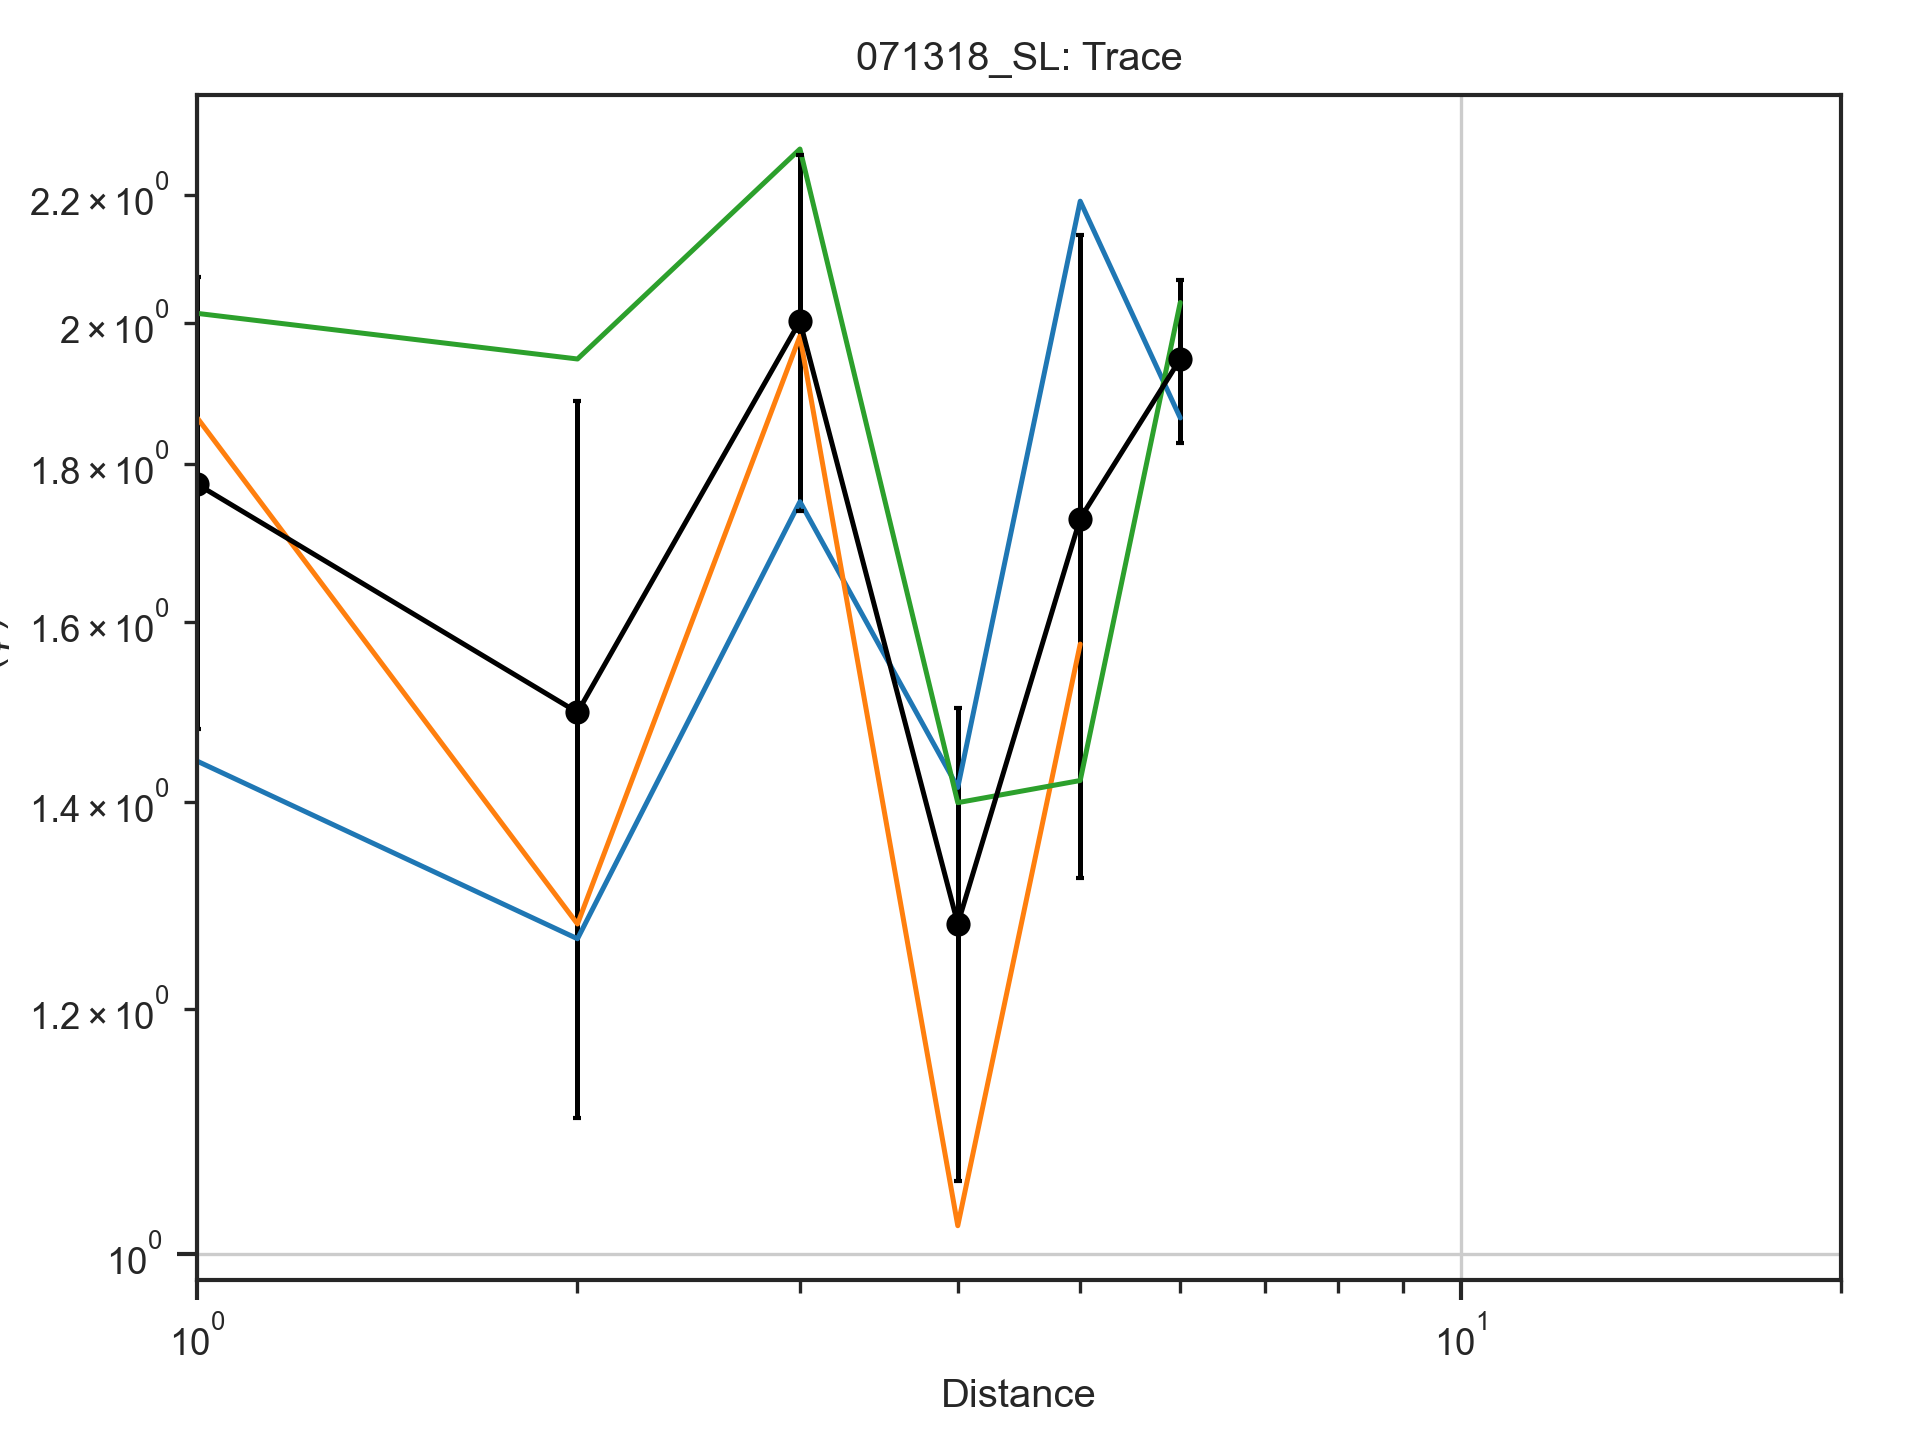 071318_SL: Trace
2.2 × 10⁰
2 × 10⁰
1.8 × 10⁰
1.6 × 10⁰
1.4 × 10⁰
1.2 × 10⁰
10⁰
10⁰ 10¹
Distance